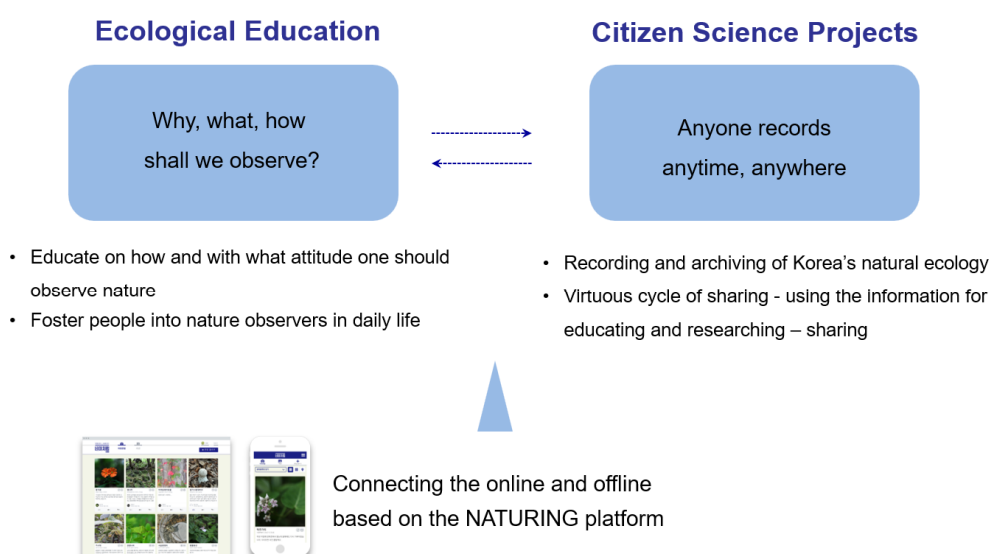 Ecological Education
Citizen Science Projects
Why, what, how
shall we observe?
Anyone records
anytime, anywhere
• Educate on how and with what attitude one should
observe nature
• Foster people into nature observers in daily life
• Recording and archiving of Korea's natural ecology
• Virtuous cycle of sharing - using the information for
educating and researching – sharing
Connecting the online and offline
based on the NATURING platform